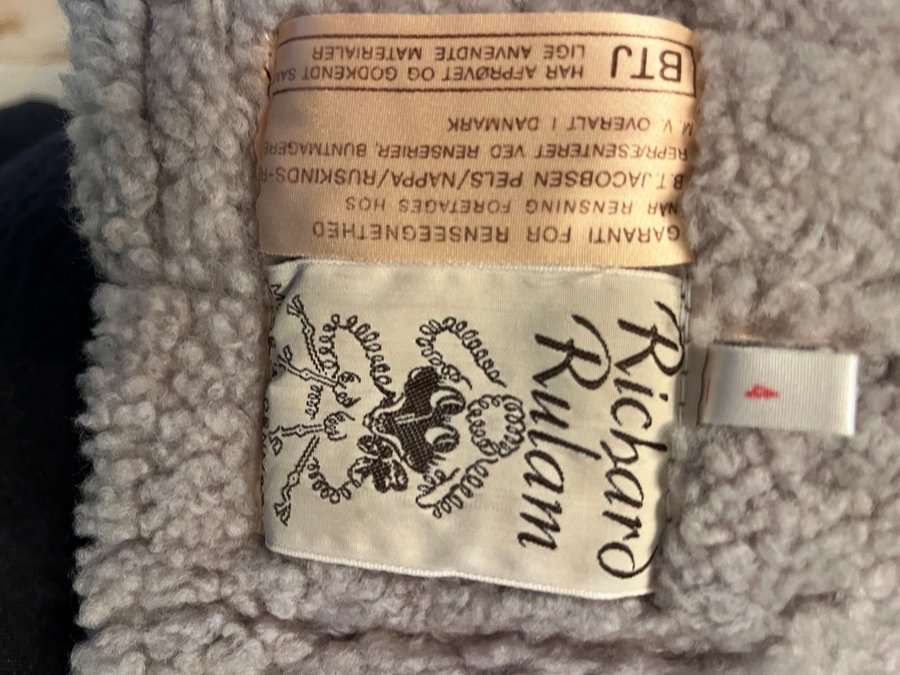 GARANTI FOR RENSEEGNETHED
NÅR RENSNING FORETAGES HOS
B.T. JACOBSEN PELS/NAPPA/RUSKINDS-R
REPRÆSENTERET VED RENSERIER, BUNTMAGERE
M. V. OVERALT I DANMARK
BTJ
HAR AFPRØVET OG GODKENDT
LIGE ANVENDTE MATERIALER
Richard
Rulam
4